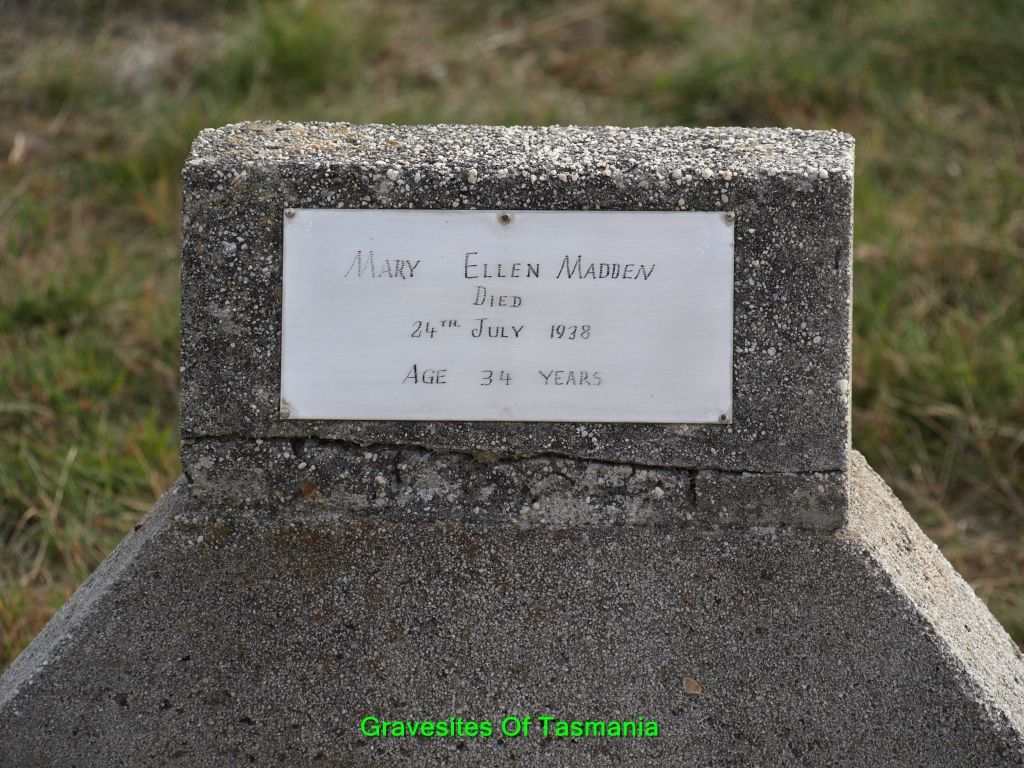 MARY ELLEN MADDEN
DIED
24TH. JULY 1938
AGE 34 YEARS
Gravesites Of Tasmania